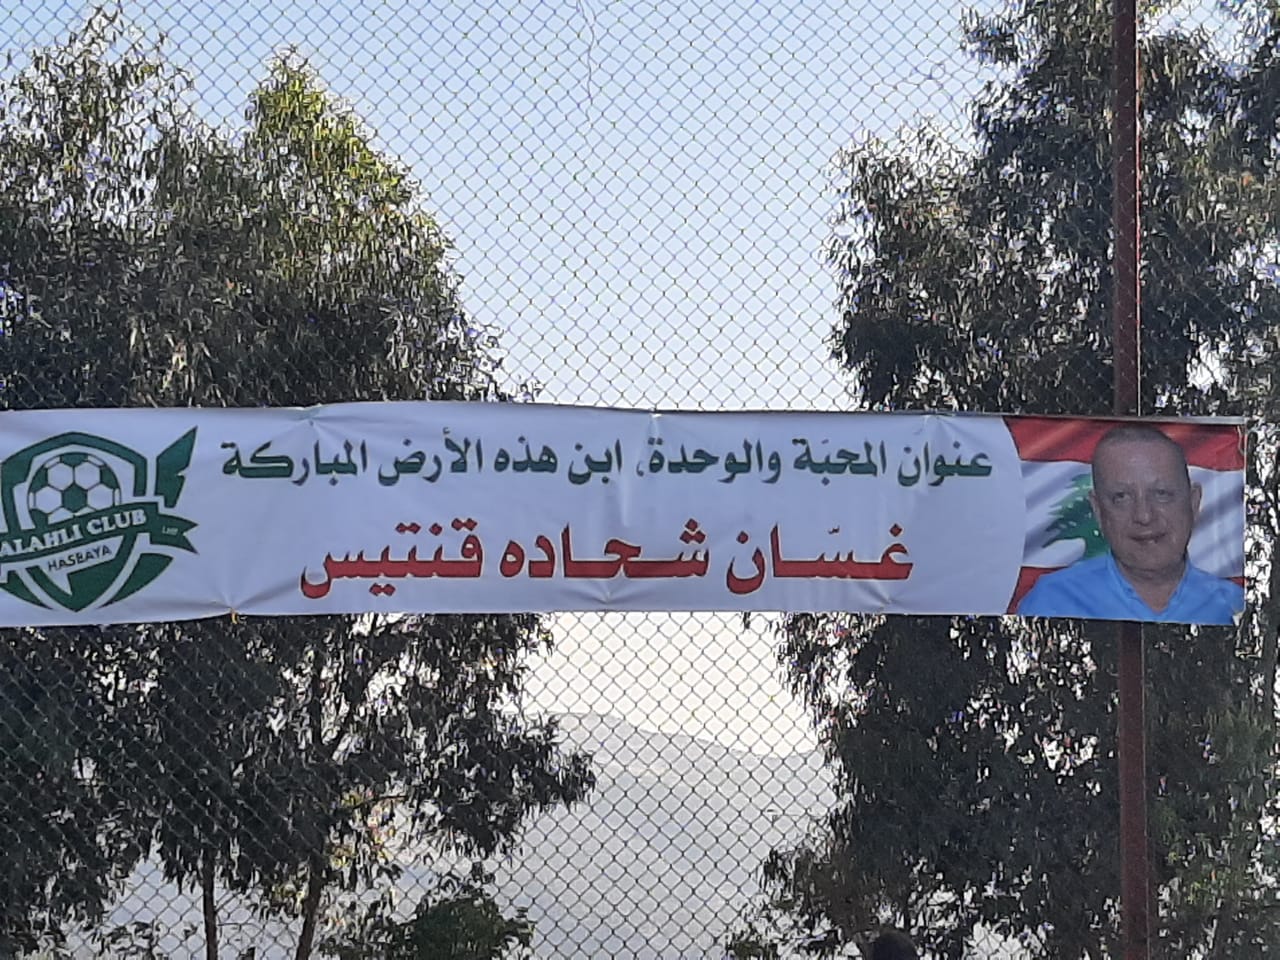 عنوان المحبّة والوحدة، ابن هذه الأرض المباركة
غسّان شحاده قنتيس
ALAHLI CLUB
HASBAYA